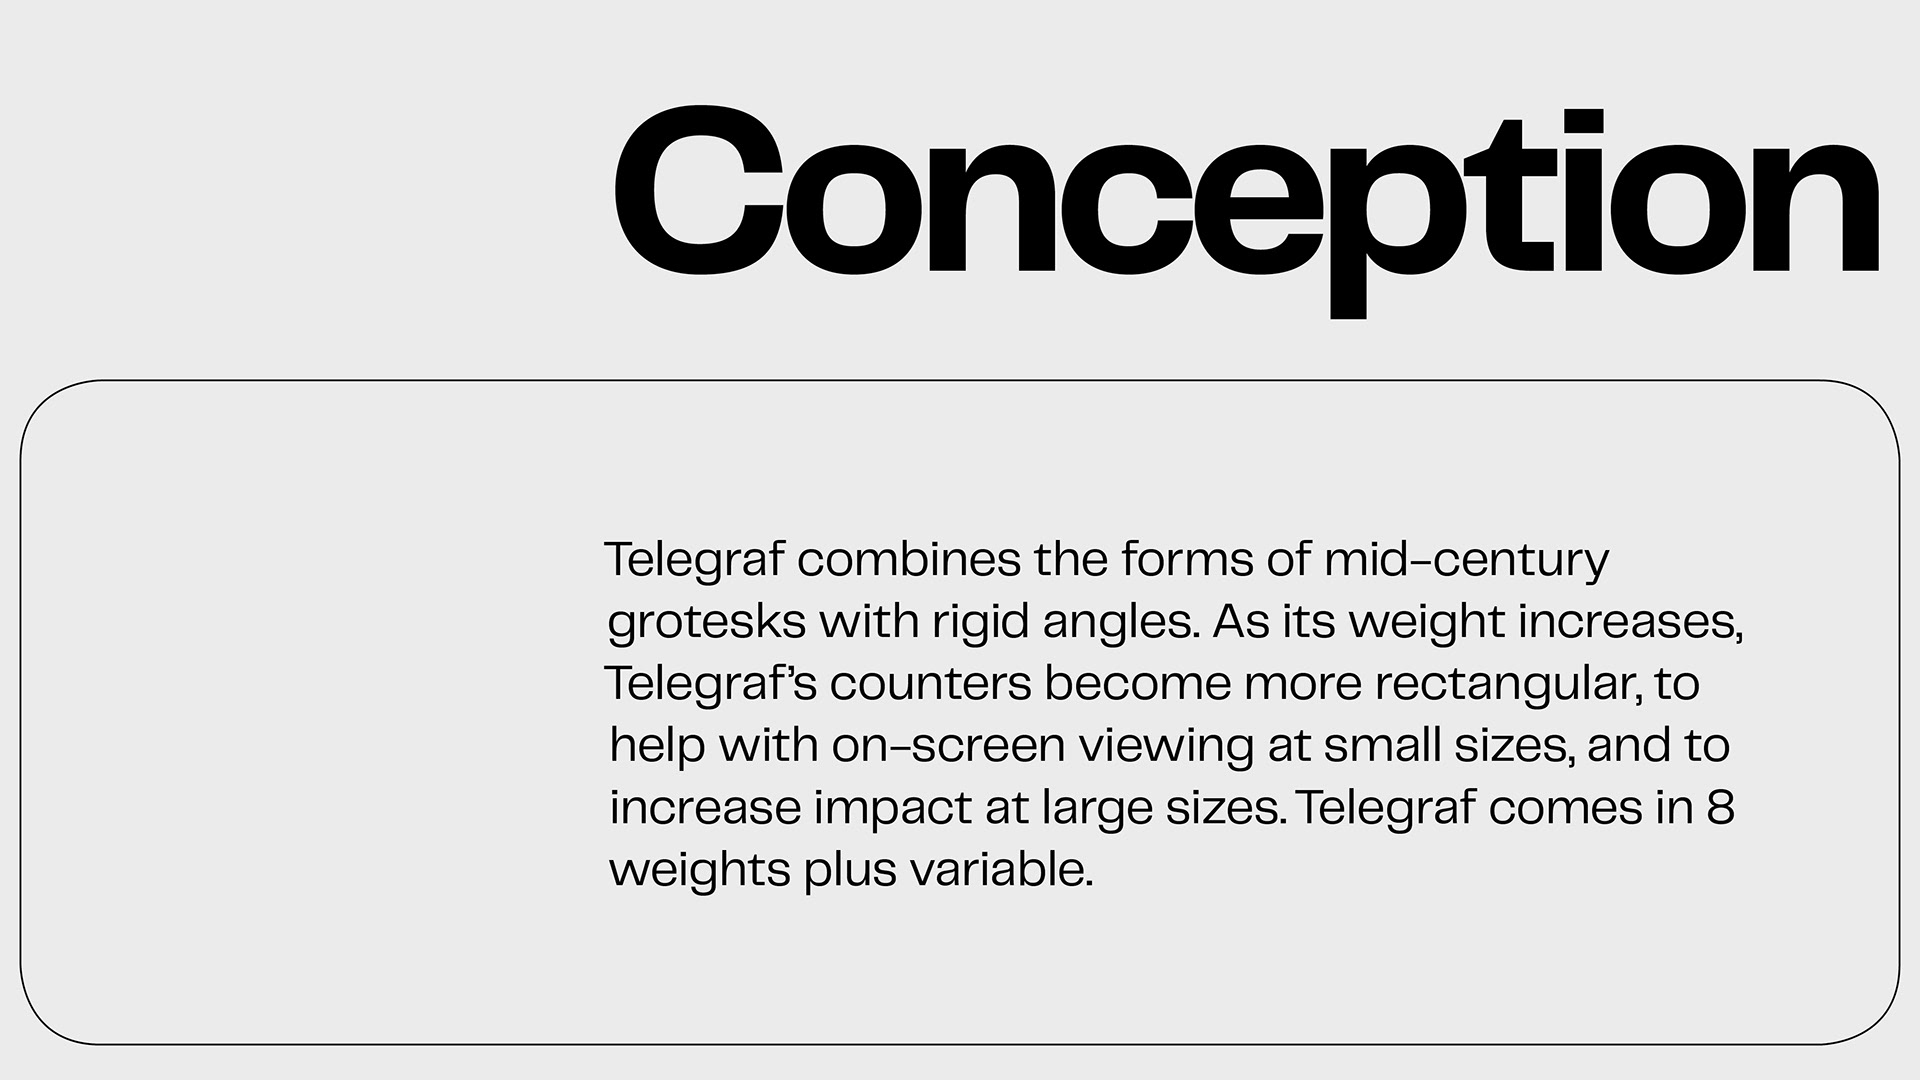 Conception
Telegraf combines the forms of mid-century
grotesks with rigid angles. As its weight increases,
Telegraf’s counters become more rectangular, to
help with on-screen viewing at small sizes, and to
increase impact at large sizes. Telegraf comes in 8
weights plus variable.